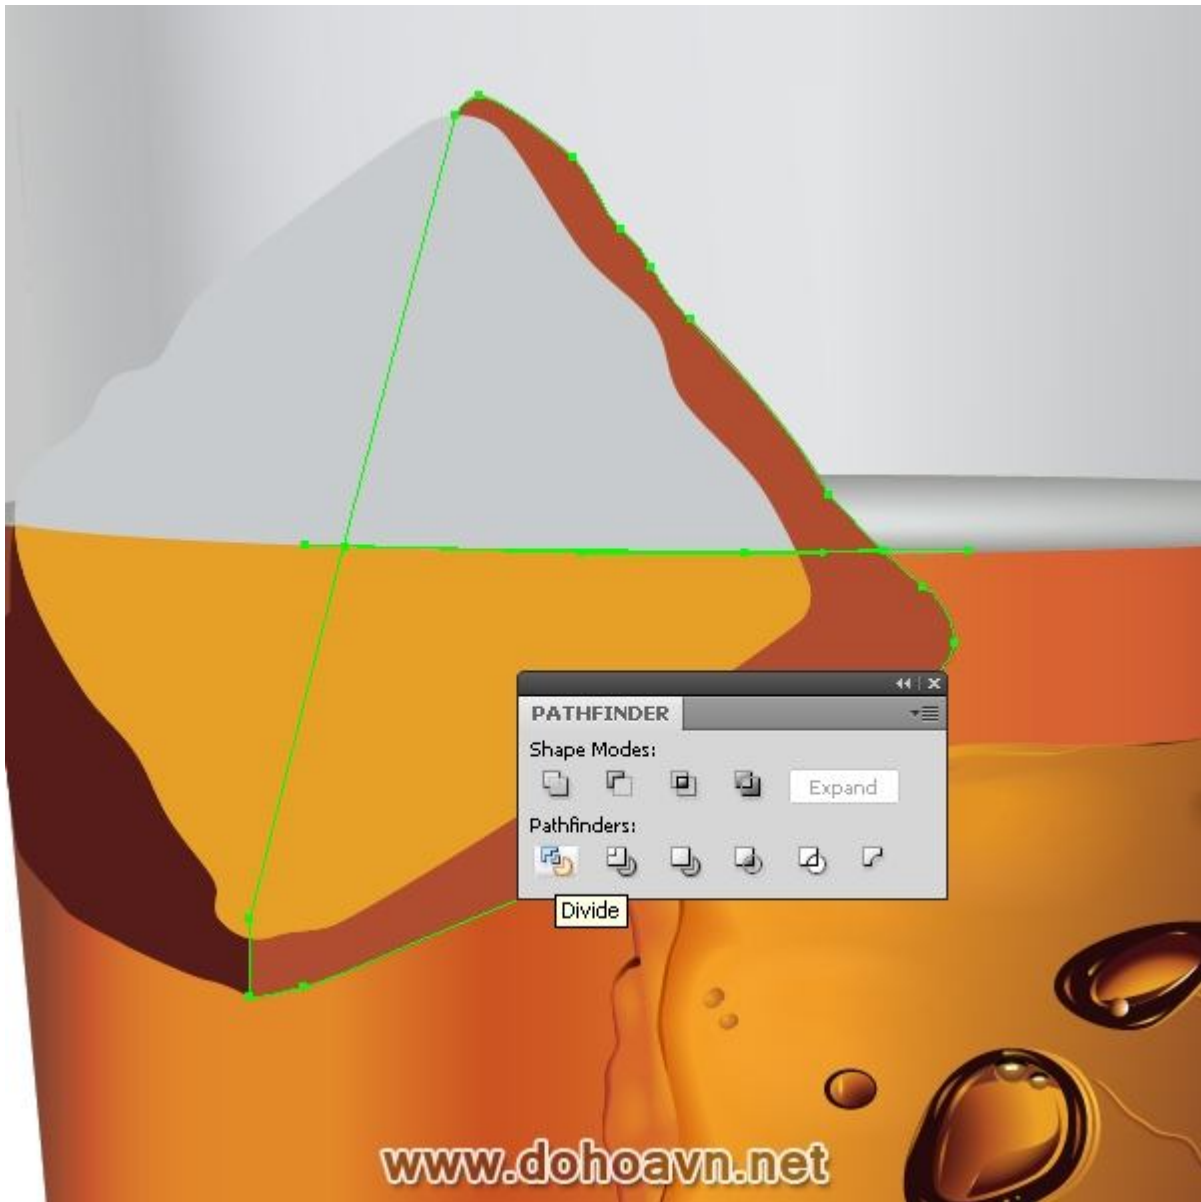 PATHFINDER
Shape Modes:
Expand
Pathfinders:
Divide
www.dohoavn.net